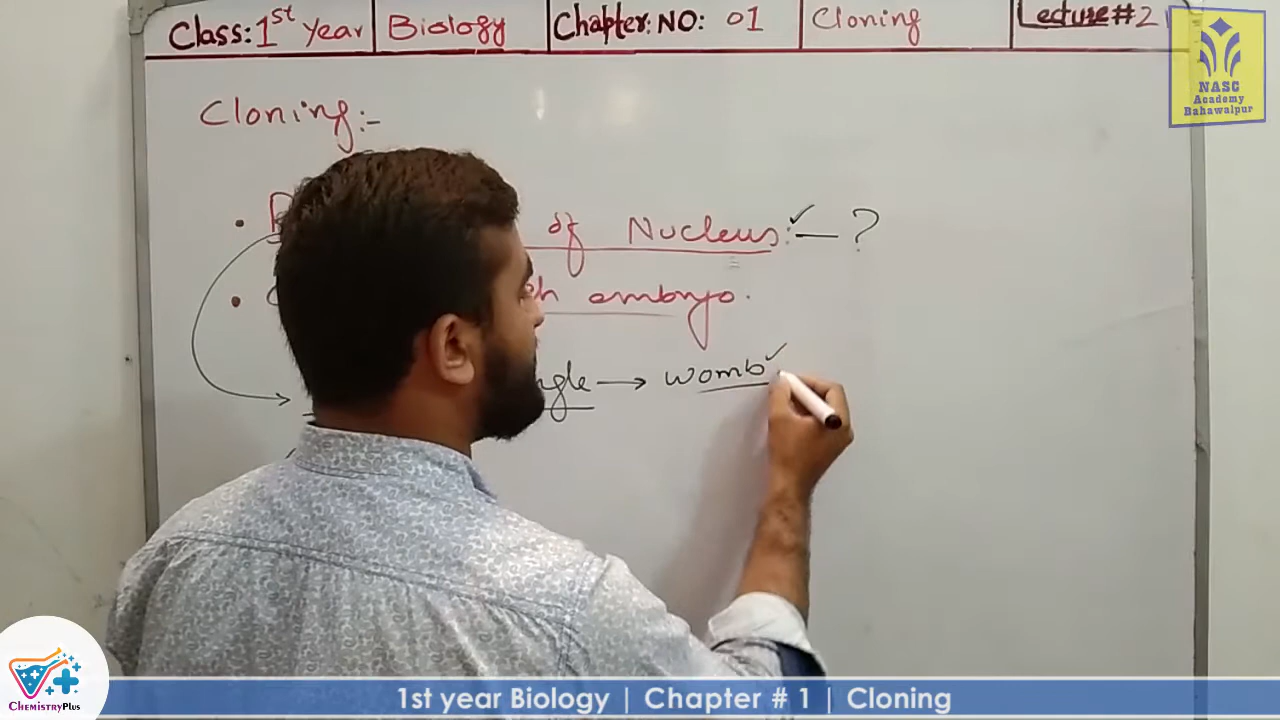 Class: 1st Year Biology Chapter: NO: 01 Cloning Lecture # 21
NASC
Academy
Bahawalpur
Cloning:-
of Nucleus:— ?
embryo.
→ womb
ChemistryPlus
1st year Biology | Chapter # 1 | Cloning